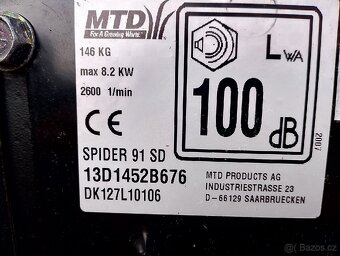 MTD
For A Growing World.
146 KG
max 8.2 KW
2600 1/min
CE
LWA
100
dB
2007
SPIDER 91 SD
13D1452B676
DK127L10106
MTD PRODUCTS AG
INDUSTRIESTRASSE 23
D-66129 SAARBRUECKEN
Bazos.cz